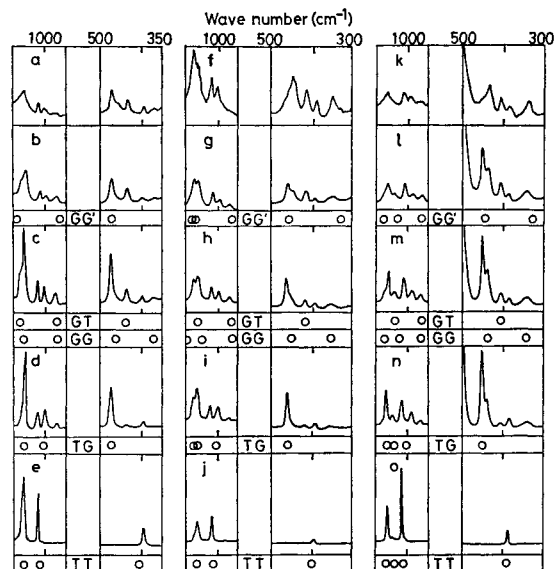 Wave number (cm⁻¹)
1000 500 350 1000 500 300 1000 500 300
a f k
b g l
GG' GG' GG'
c h m
GT GT GT
GG GG GG
d i n
TG TG TG
e j o
TT TT TT